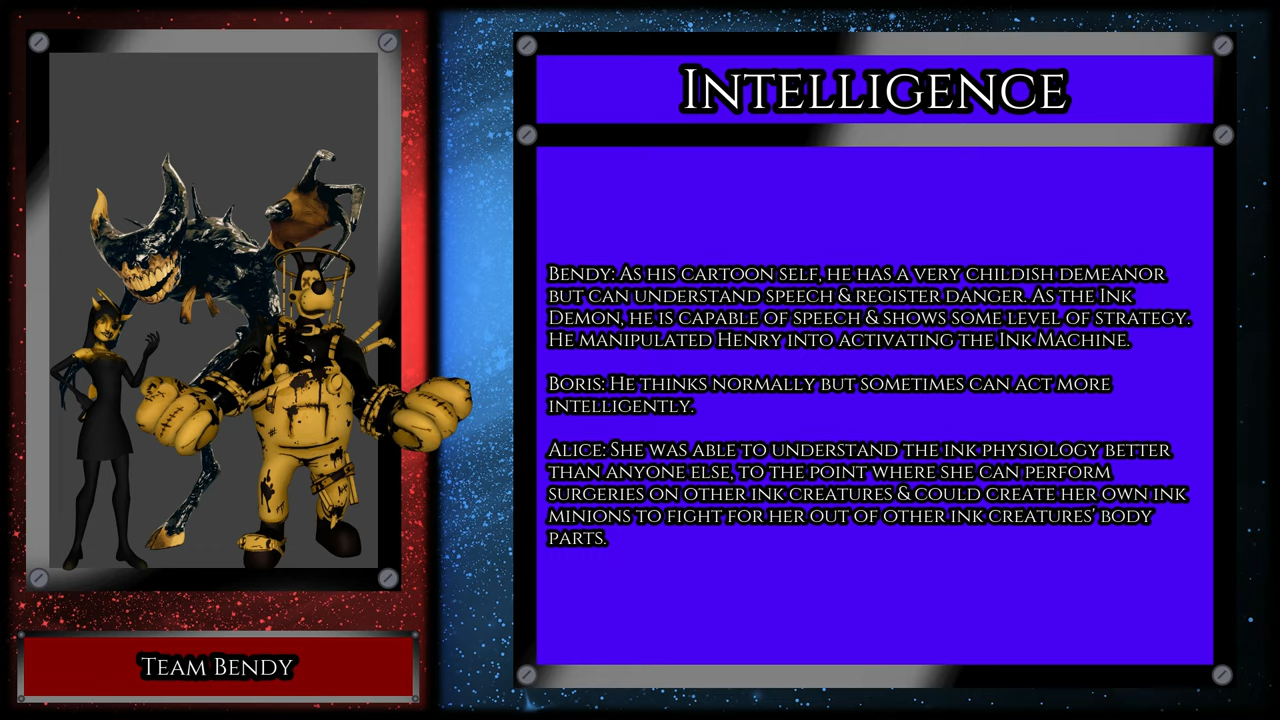 Intelligence
Bendy: As his cartoon self, he has a very childish demeanor
but can understand speech & register danger. As the Ink
Demon, he is capable of speech & shows some level of strategy.
He manipulated Henry into activating the Ink Machine.
Boris: He thinks normally but sometimes can act more
intelligently.
Alice: She was able to understand the ink physiology better
than anyone else, to the point where she can perform
surgeries on other ink creatures & could create her own ink
minions to fight for her out of other ink creatures' body
parts.
Team Bendy